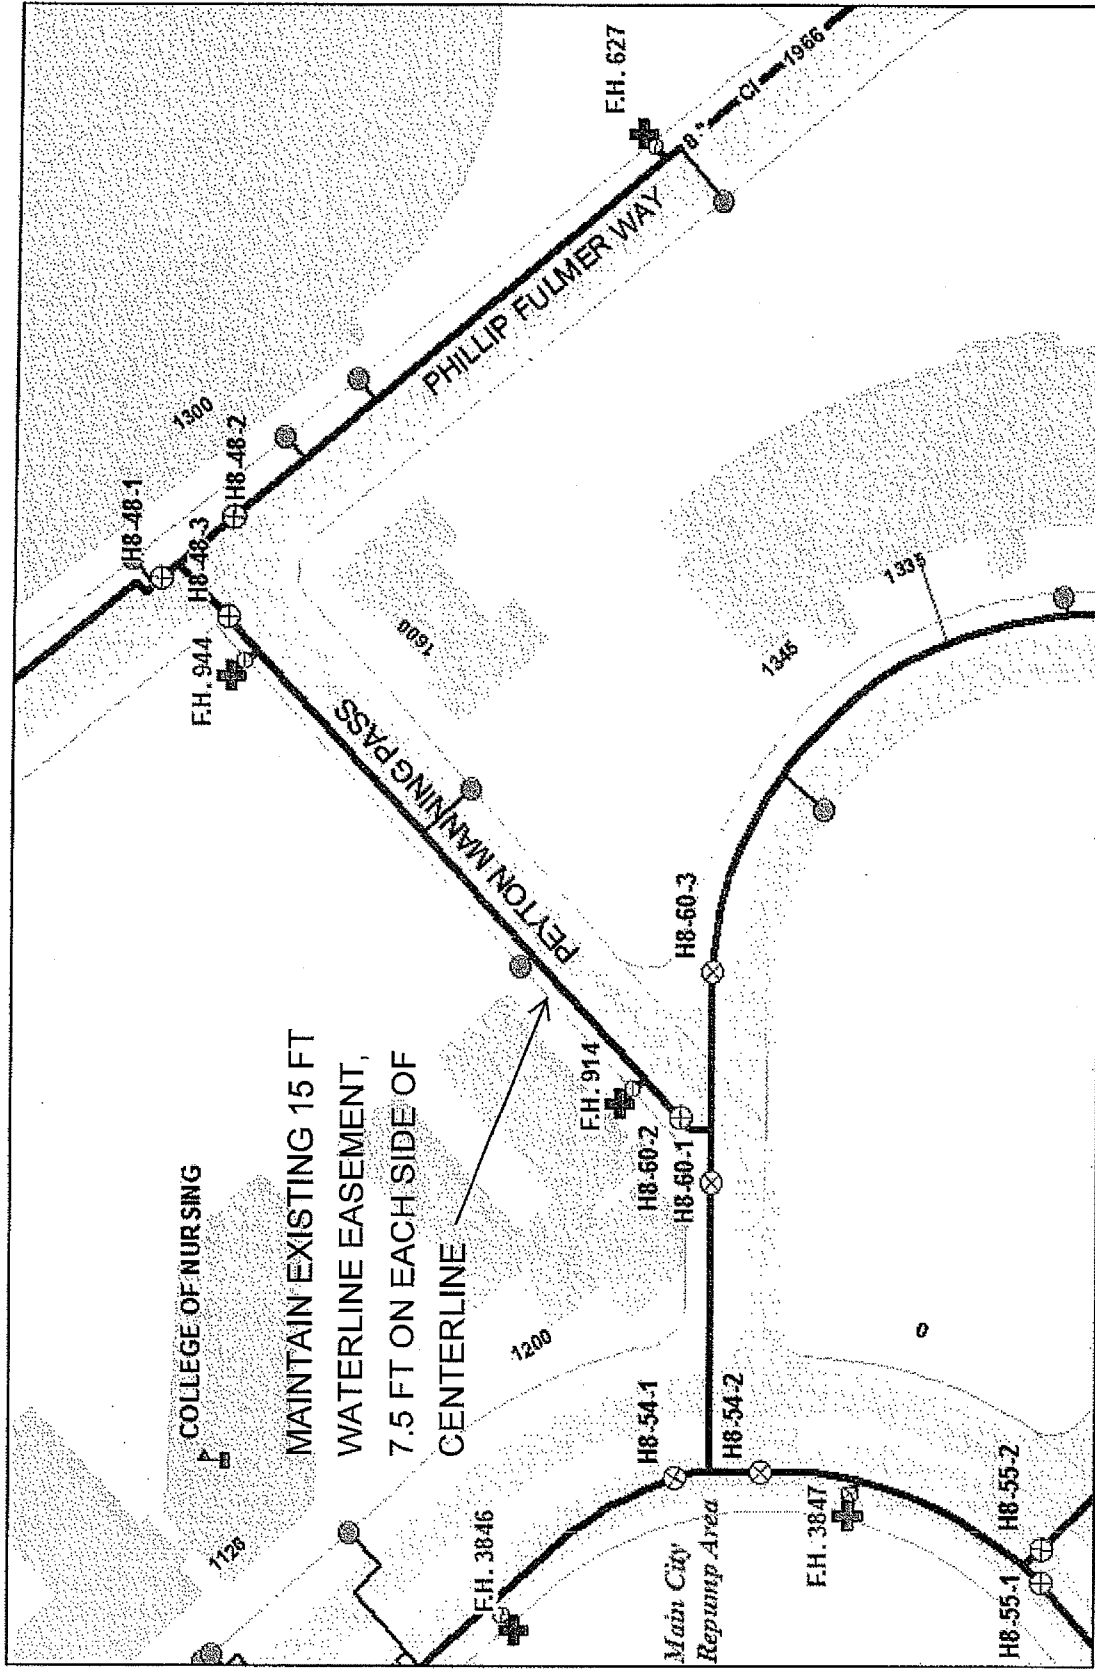 COLLEGE OF NURSING
MAINTAIN EXISTING 15 FT
WATERLINE EASEMENT,
7.5 FT ON EACH SIDE OF
CENTERLINE
1126
1200
F.H. 3846
H8-54-1
H8-54-2
Main City
Repump Area
F.H. 3847
H8-55-1
H8-55-2
0
F.H. 914
H8-60-2
H8-60-1
H8-60-3
PEYTON MANNING PASS
F.H. 944
H8-48-3
H8-48-1
H8-48-2
1300
1600
1345
1335
PHILLIP FULMER WAY
F.H. 627
8 " CI 1966